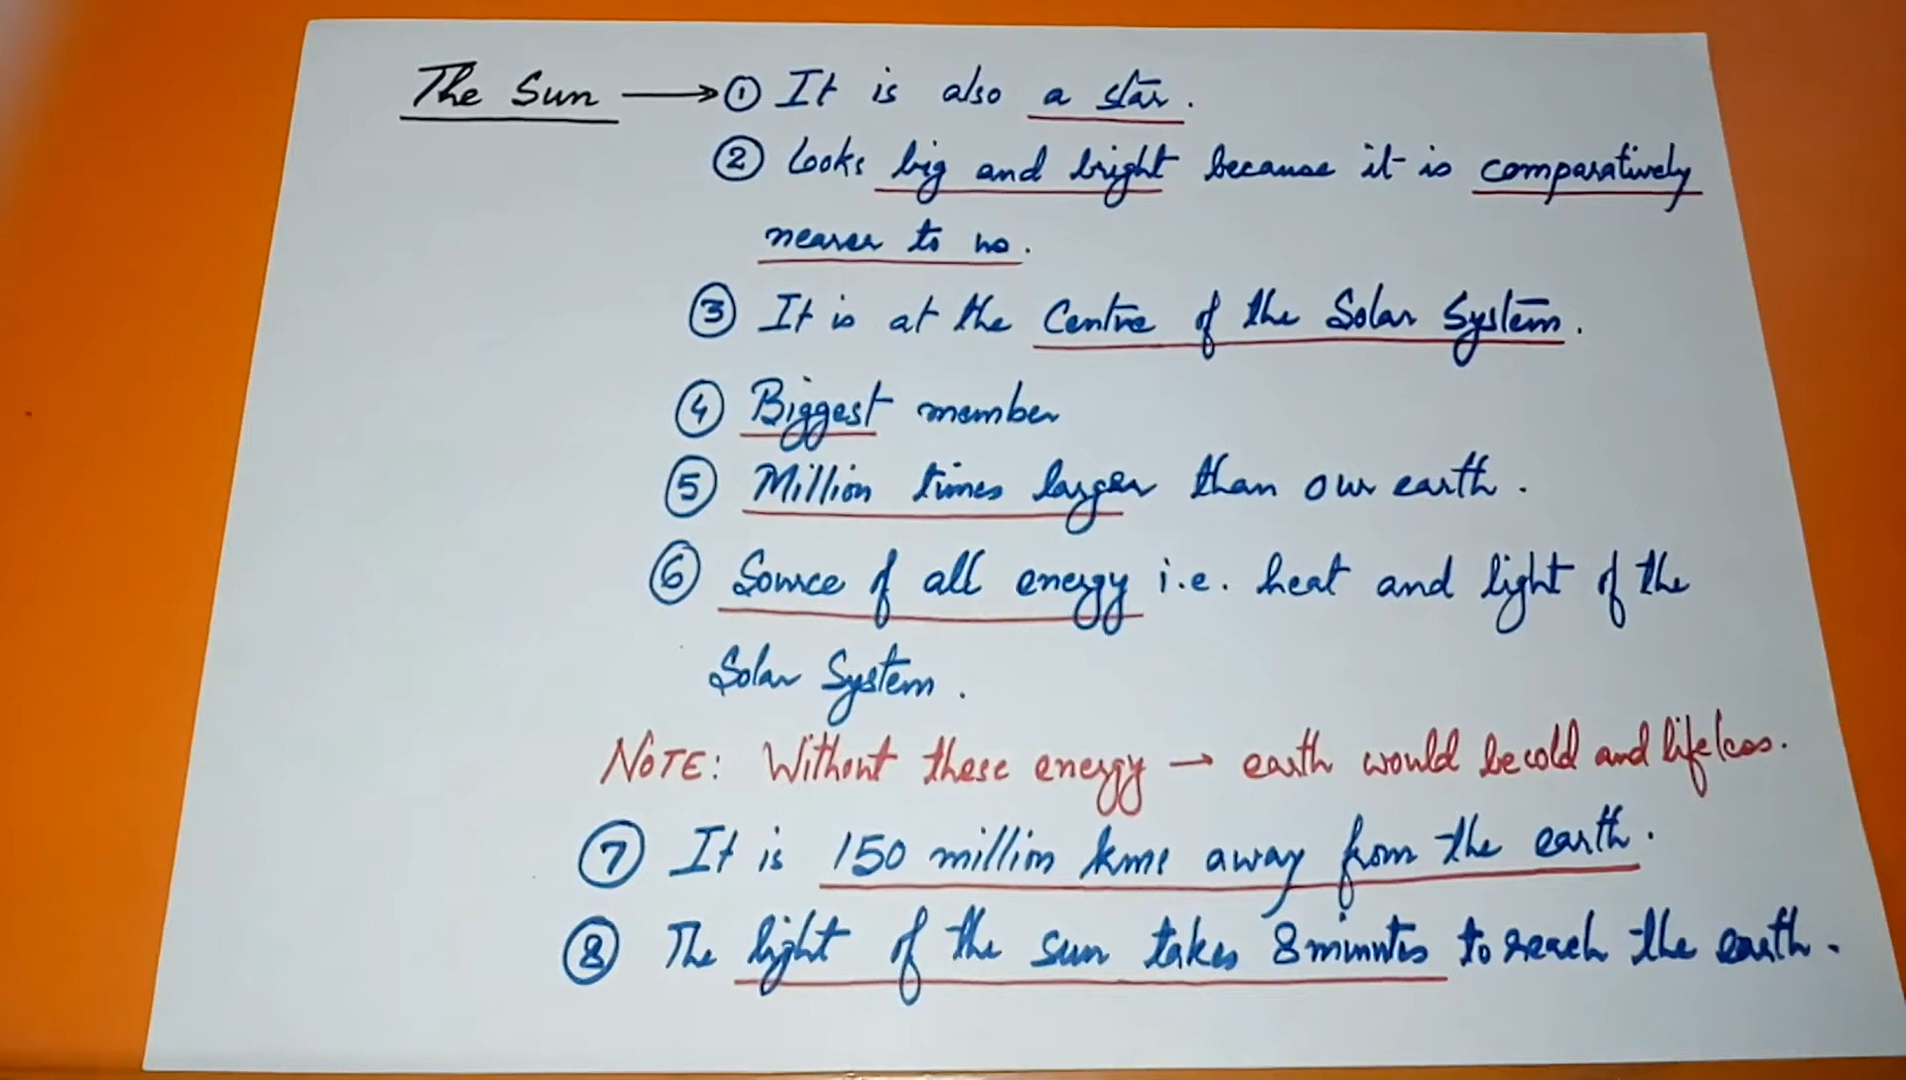 The Sun → ① It is also a star.
② Looks big and bright because it is comparatively
nearer to us.
③ It is at the Centre of the Solar System.
④ Biggest member
⑤ Million times larger than our earth.
⑥ Source of all energy i.e. heat and light of the
Solar System.
NOTE: Without these energy → earth would be cold and lifeless.
⑦ It is 150 million kms away from the earth.
⑧ The light of the sun takes 8 minutes to reach the earth.